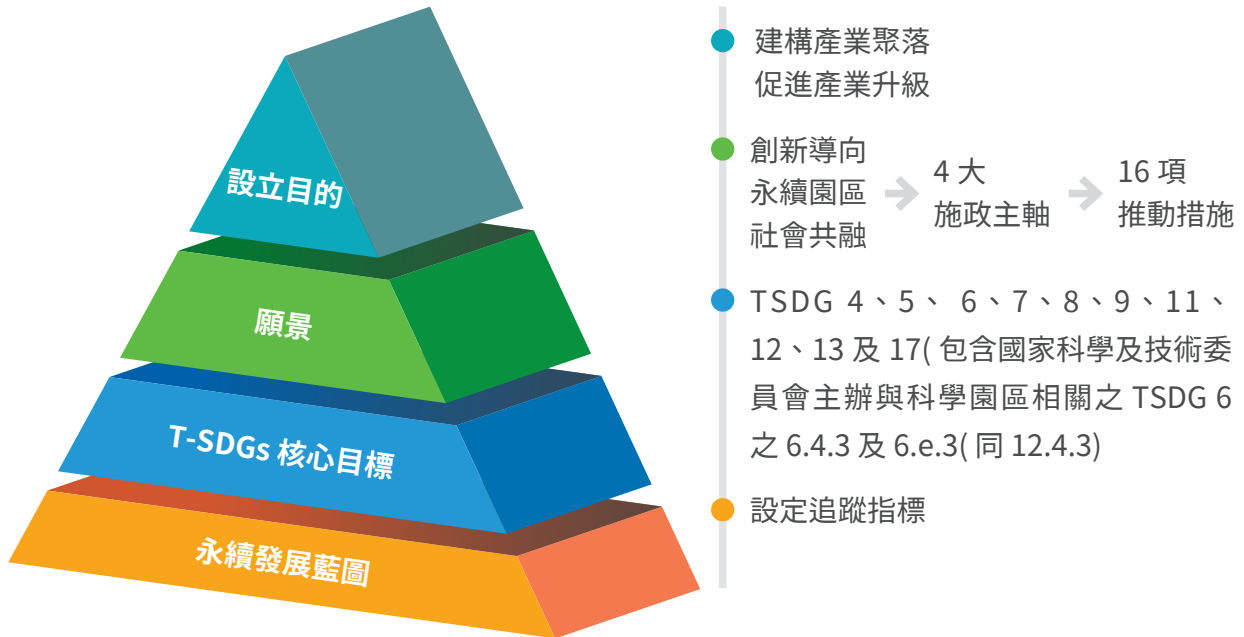 設立目的
願景
T-SDGs 核心目標
永續發展藍圖
建構產業聚落
促進產業升級
創新導向
永續園區
社會共融
4 大
施政主軸
16 項
推動措施
TSDG 4、5、 6、7、8、9、11、
12、13 及 17( 包含國家科學及技術委
員會主辦與科學園區相關之 TSDG 6
之 6.4.3 及 6.e.3( 同 12.4.3)
設定追蹤指標